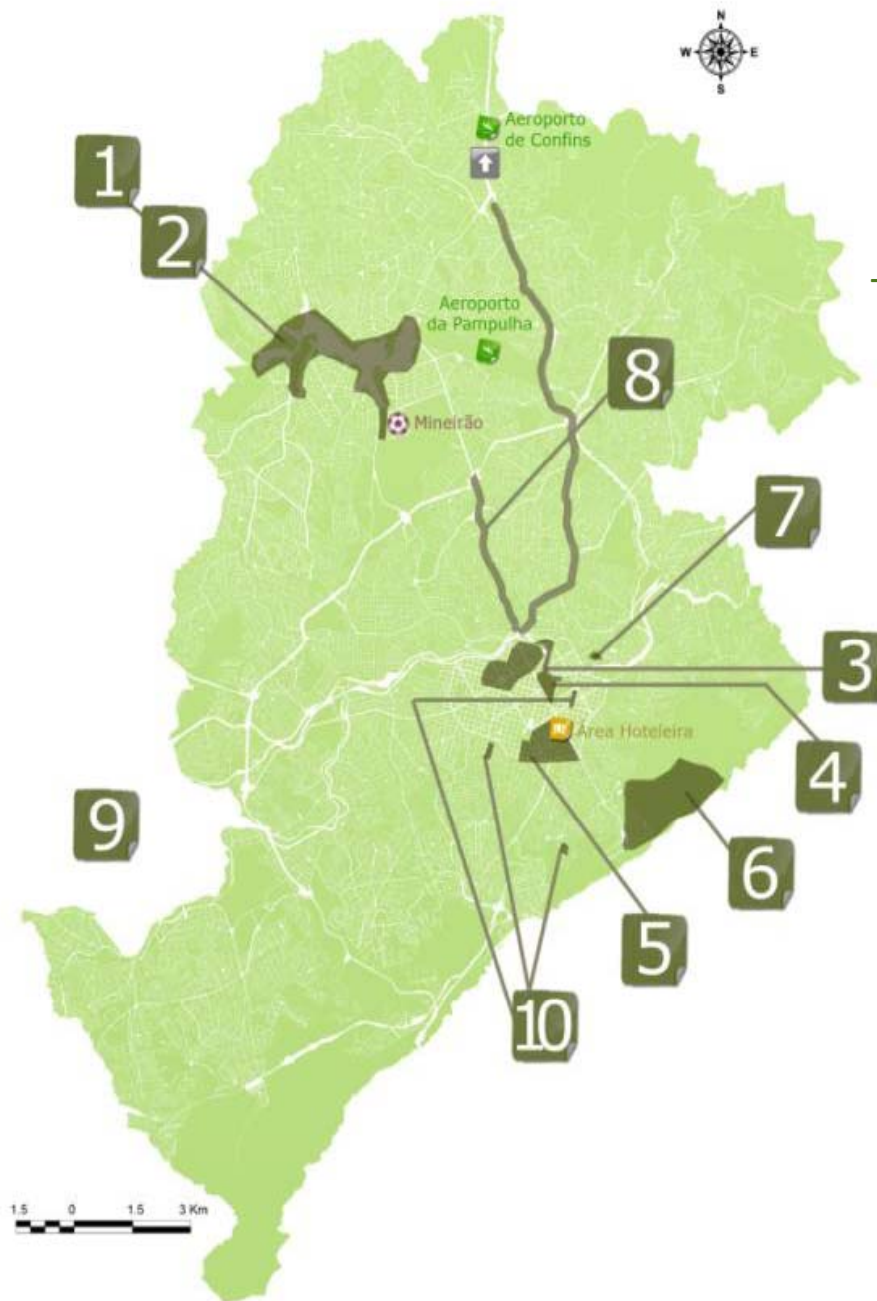 N
W E
S
Aeroporto
de Confins
1
2
Aeroporto
da Pampulha
8
Mineirão
7
3
Área Hoteleira
4
9
6
5
10
1.5 0 1.5 3 Km